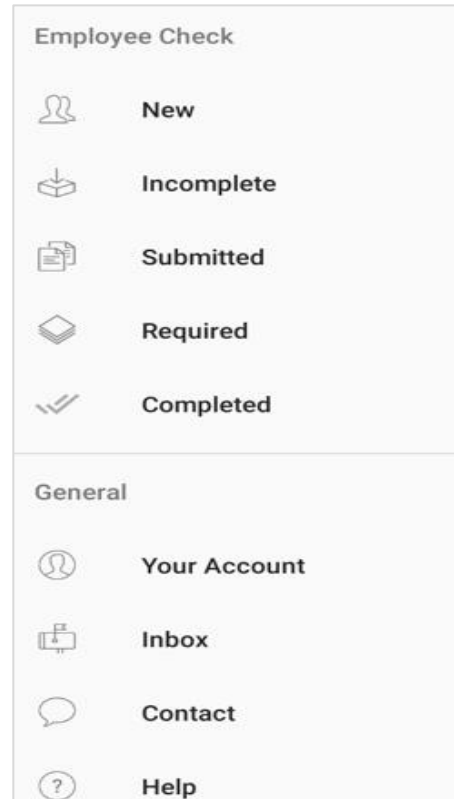 Employee Check
New
Incomplete
Submitted
Required
Completed
General
Your Account
Inbox
Contact
Help